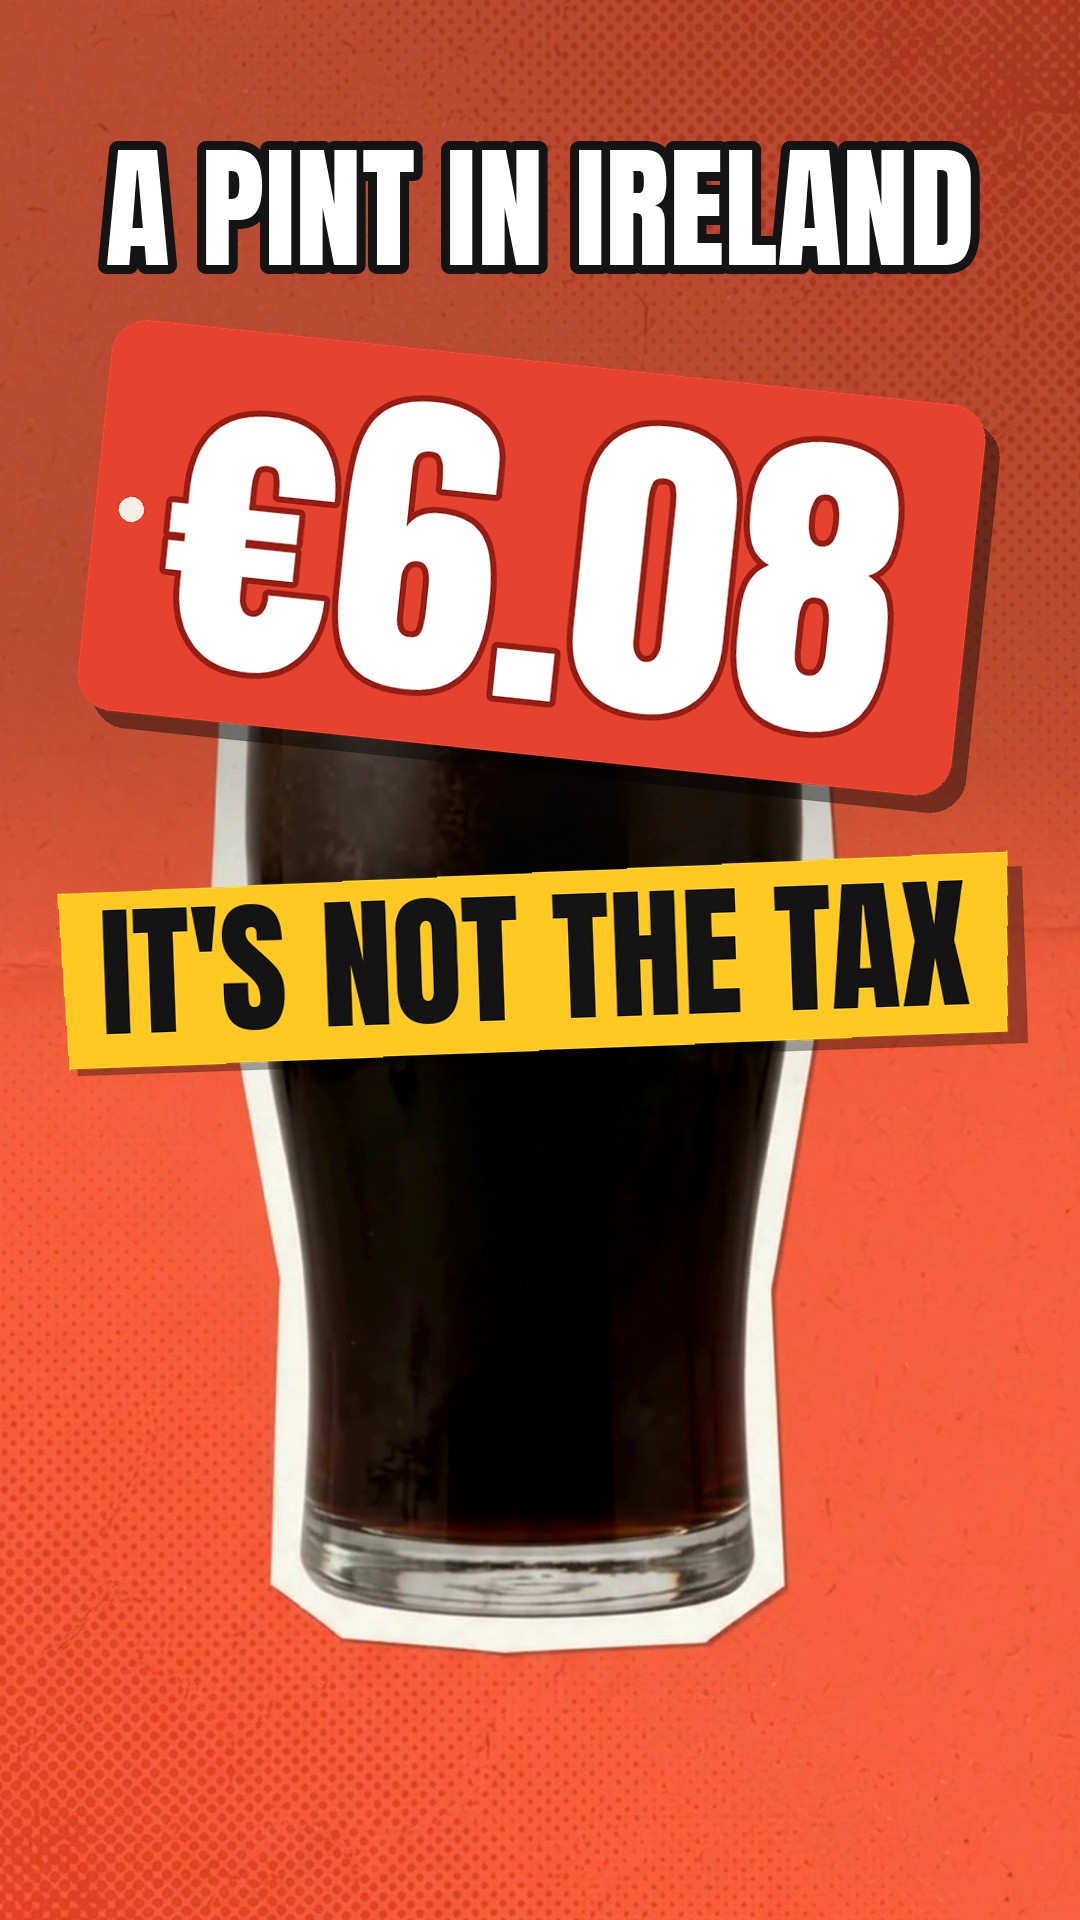 A PINT IN IRELAND
€6.08
IT'S NOT THE TAX